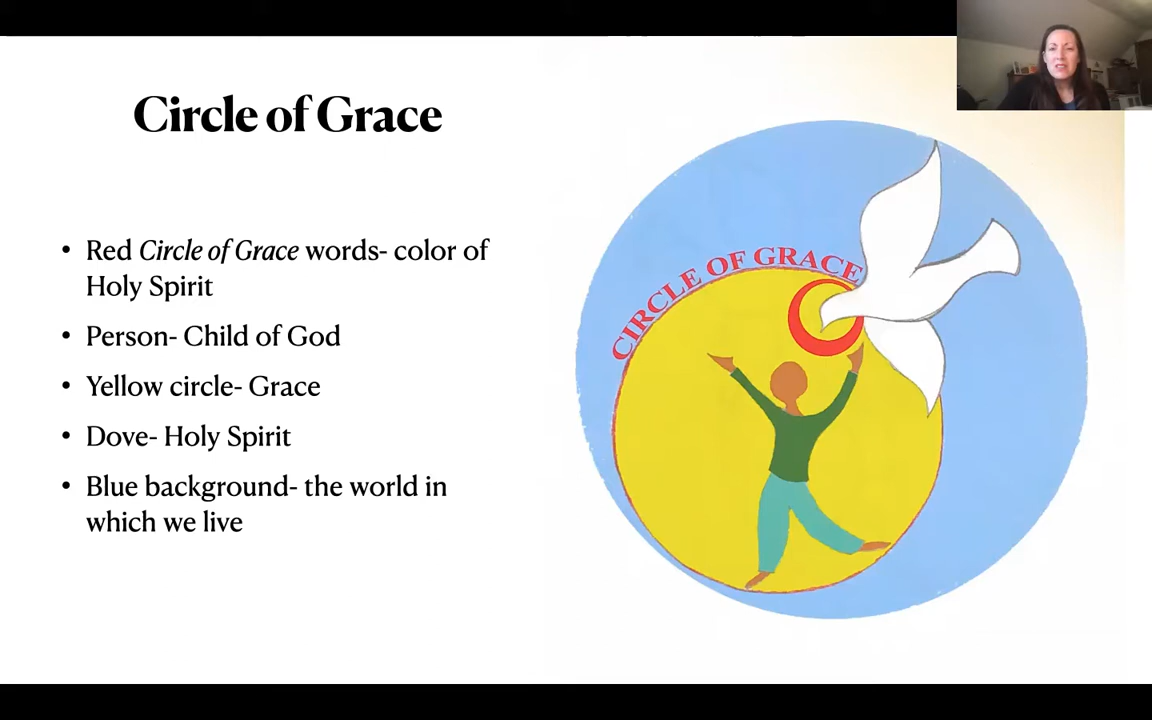 Circle of Grace
• Red Circle of Grace words- color of
Holy Spirit
• Person- Child of God
• Yellow circle- Grace
• Dove- Holy Spirit
• Blue background- the world in
which we live
CIRCLE OF GRACE